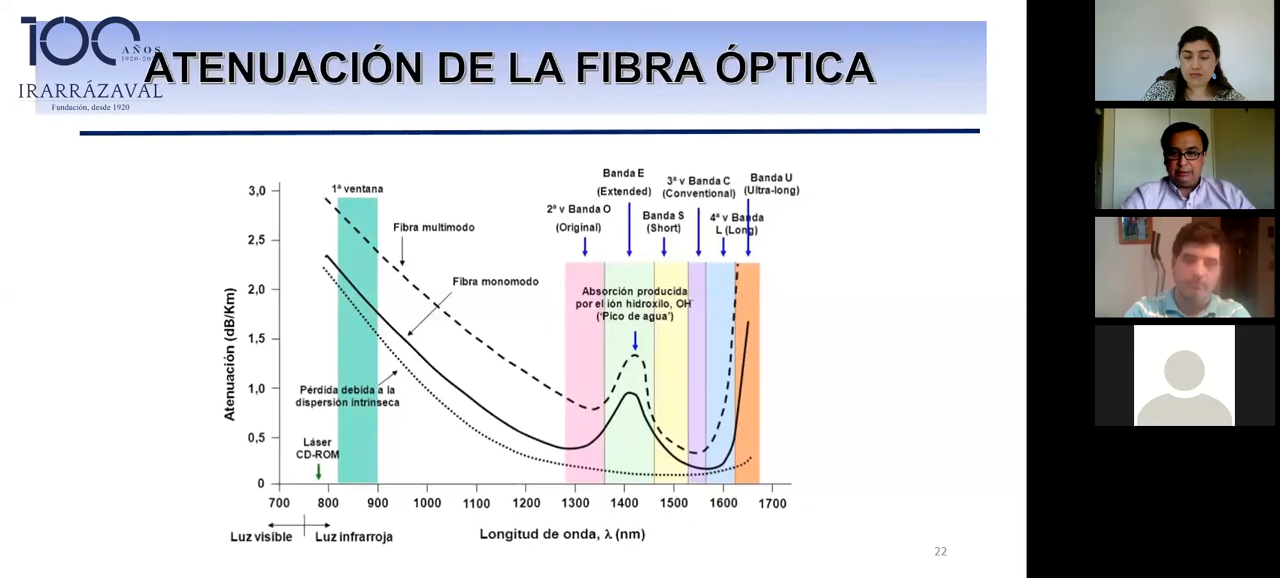 100
AÑOS
IRARRÁZAVAL
Fundación, desde 1920
ATENUACIÓN DE LA FIBRA ÓPTICA
Banda E
(Extended)
3ª v Banda C
(Conventional)
Banda U
(Ultra-long)
1ª ventana
2ª v Banda O
(Original)
Banda S
(Short)
4ª v Banda
L (Long)
Fibra multimodo
Fibra monomodo
Absorción producida
por el ión hidroxilo, OH-
('Pico de agua')
Pérdida debida a la
dispersión intrínseca
Láser
CD-ROM
Atenuación (dB/Km)
3,0
2,5
2,0
1,5
1,0
0,5
0
700 800 900 1000 1100 1200 1300 1400 1500 1600 1700
Luz visible
Luz infrarroja
Longitud de onda, λ (nm)
22